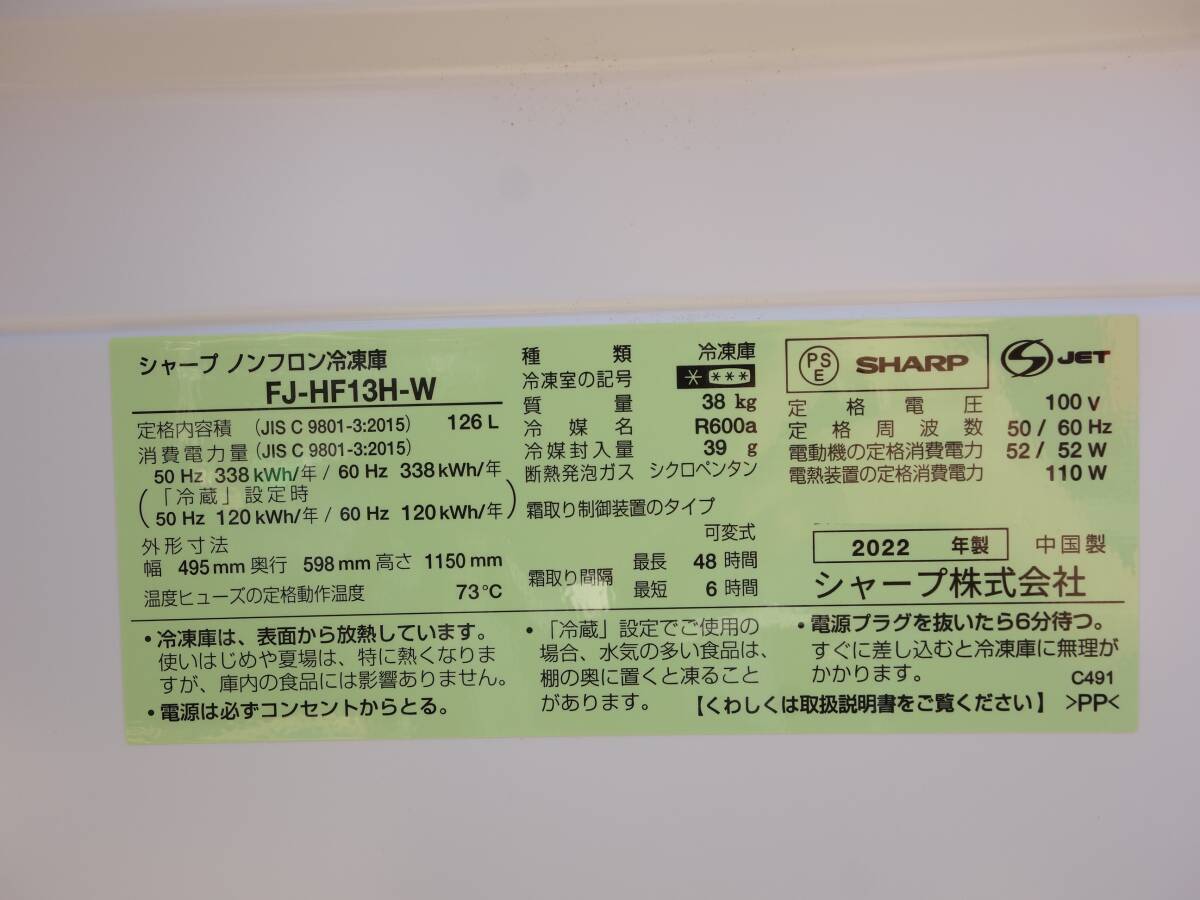 シャープ ノンフロン冷凍庫
FJ-HF13H-W
定格内容積 (JIS C 9801-3:2015) 126 L
消費電力量 (JIS C 9801-3:2015)
50 Hz 338 kWh/年 / 60 Hz 338 kWh/年
(「冷蔵」設定時
50 Hz 120 kWh/年 / 60 Hz 120 kWh/年)
外形寸法
幅 495 mm 奥行 598 mm 高さ 1150 mm
温度ヒューズの定格動作温度 73 ℃
種類 冷凍庫
冷凍室の記号 * ***
質量 38 kg
冷媒名 R600a
冷媒封入量 39 g
断熱発泡ガス シクロペンタン
霜取り制御装置のタイプ
可変式
霜取り間隔 最長 48 時間
最短 6 時間
PSE SHARP S JET
定格電圧 100 V
定格周波数 50 / 60 Hz
電動機の定格消費電力 52 / 52 W
電熱装置の定格消費電力 110 W
2022 年製 中国製
シャープ株式会社
・冷凍庫は、表面から放熱しています。
使いはじめや夏場は、特に熱くなりま
すが、庫内の食品には影響ありません。
・電源は必ずコンセントからとる。
・「冷蔵」設定でご使用の
場合、水気の多い食品は、
棚の奥に置くと凍ること
があります。
・電源プラグを抜いたら6分待つ。
すぐに差し込むと冷凍庫に無理が
かかります。 C491
【くわしくは取扱説明書をご覧ください】 >PP<